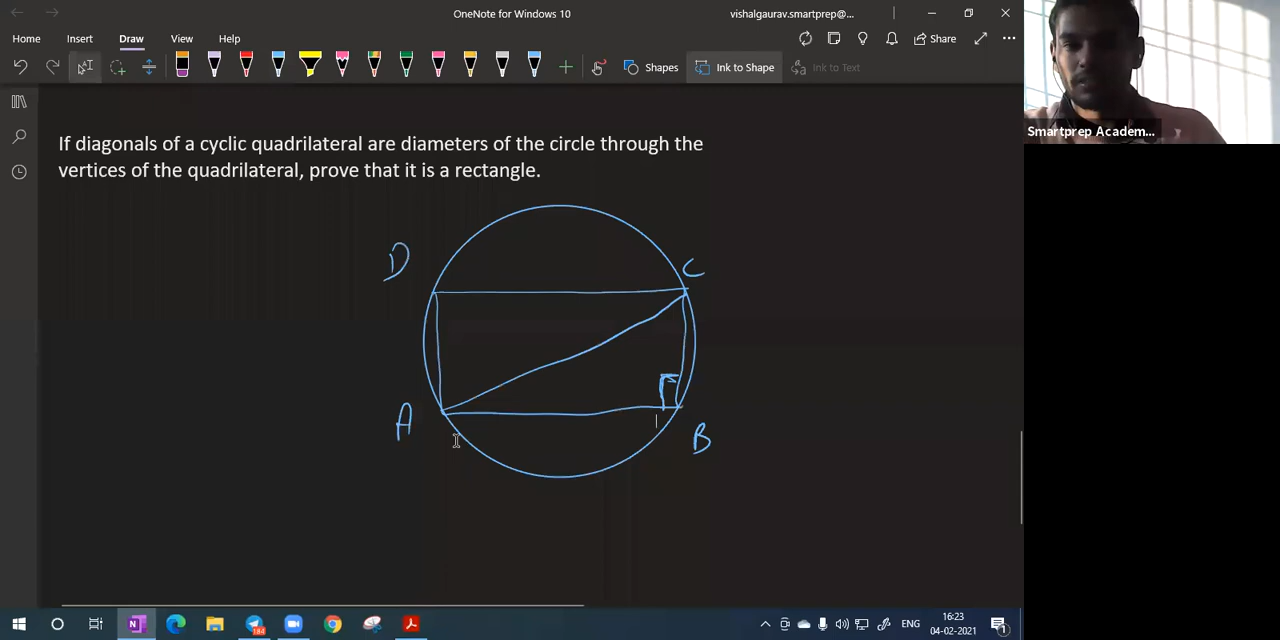 OneNote for Windows 10
vishalgaurav.smartprep@...
Home Insert Draw View Help
Share
Shapes
Ink to Shape
Ink to Text
Smartprep Academ...
If diagonals of a cyclic quadrilateral are diameters of the circle through the
vertices of the quadrilateral, prove that it is a rectangle.
D
C
A
B
184
ENG
16:23
04-02-2021
1